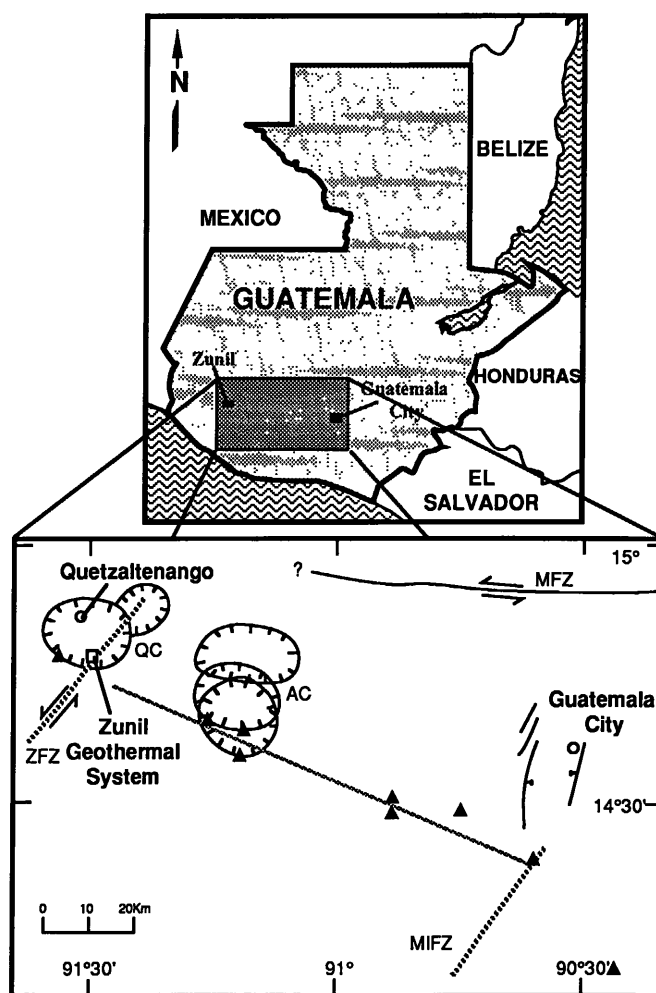 N
BELIZE
MEXICO
GUATEMALA
Zunil
HONDURAS
Guatemala
City
EL
SALVADOR
15°
Quetzaltenango
?
MFZ
QC
AC
Guatemala
City
Zunil
Geothermal
System
ZFZ
14°30'
0 10 20Km
MIFZ
91°30' 91° 90°30'